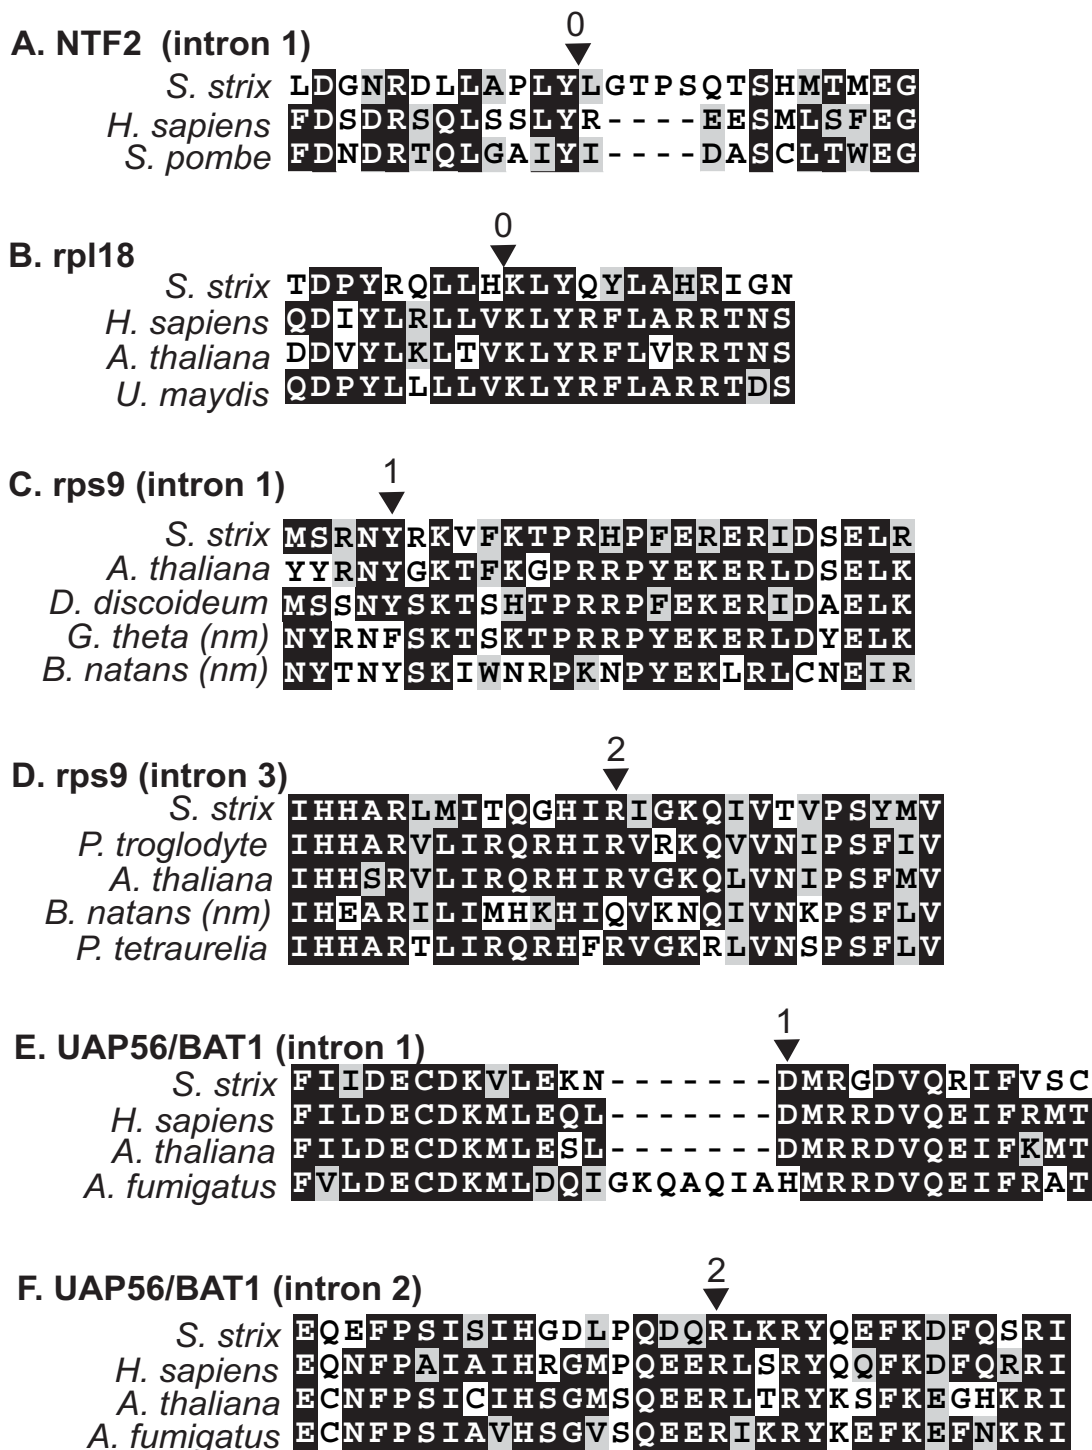 0
A. NTF2 (intron 1)
S. strix LDGNRDLLAPLYLGTPSQTSHMTMEG
H. sapiens FDSDRSQLSSLYR----EESMLSFEG
S. pombe FDNDRTQLGAIYI----DASCLTWEG
0
B. rpl18
S. strix TDPYRQLLHKLYQYLAHRIGN
H. sapiens QDIYLRLLVKLYRFLARRTNS
A. thaliana DDVYLKLTVKLYRFLVRRTNS
U. maydis QDPYLLLLVKLYRFLARRTDS
1
C. rps9 (intron 1)
S. strix MSRNYRKVFKTPRHPFERERIDSELR
A. thaliana YYRNYGKTFKGPRRPYEKERLDSELK
D. discoideum MSSNYSKTSHTPRRPFEKERIDAELK
G. theta (nm) NYRNFSKTSKTPRRPYEKERLDYELK
B. natans (nm) NYTNYSKIWNRPKNPYEKLRLCNEIR
2
D. rps9 (intron 3)
S. strix IHHARLMITQGHIRIGKQIVTVPSYMV
P. troglodyte IHHARVLIRQRHIRVRKQVVNIPSFIV
A. thaliana IHHSRVLIRQRHIRVGKQLVNIPSFMV
B. natans (nm) IHEARILIMHKHIQVKNQIVNKPSFLV
P. tetraurelia IHHARTLIRQRHFRVGKRLVNSPSFLV
1
E. UAP56/BAT1 (intron 1)
S. strix FIIDECDKVLEKN-------DMRGDVQRIFVSC
H. sapiens FILDECDKMLEQL-------DMRRDVQEIFRMT
A. thaliana FILDECDKMLESL-------DMRRDVQEIFKMT
A. fumigatus FVLDECDKMLDQIGKQAQIAHMRRDVQEIFRAT
2
F. UAP56/BAT1 (intron 2)
S. strix EQEFPSISIHGDLPQDQRLKRYQEFKDFQSRI
H. sapiens EQNFPAIAIHRGMPQEERLSRYQQFKDFQRRI
A. thaliana ECNFPSICIHSGMSQEERLTRYKSFKEGHKRI
A. fumigatus ECNFPSIAVHSGVSQEERIKRYKEFKEFNKRI